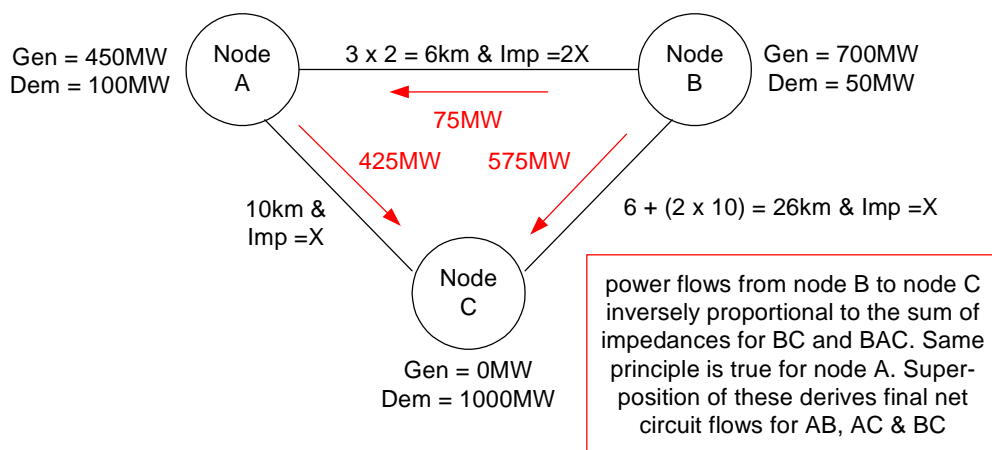 Gen = 450MW
Dem = 100MW
Node
A
3 x 2 = 6km & Imp =2X
Node
B
Gen = 700MW
Dem = 50MW
75MW
425MW
575MW
10km &
Imp =X
6 + (2 x 10) = 26km & Imp =X
Node
C
Gen = 0MW
Dem = 1000MW
power flows from node B to node C
inversely proportional to the sum of
impedances for BC and BAC. Same
principle is true for node A. Super-
position of these derives final net
circuit flows for AB, AC & BC